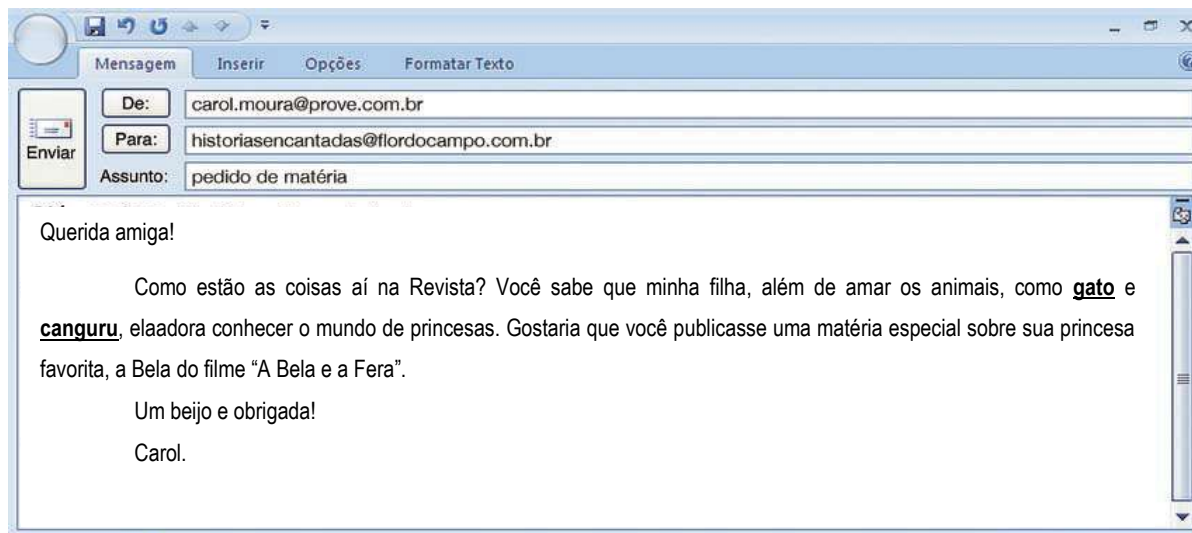 Mensagem Inserir Opções Formatar Texto
De: carol.moura@prove.com.br
Enviar
Para: historiasencantadas@flordocampo.com.br
Assunto: pedido de matéria
Querida amiga!
Como estão as coisas aí na Revista? Você sabe que minha filha, além de amar os animais, como gato e
canguru, elaadora conhecer o mundo de princesas. Gostaria que você publicasse uma matéria especial sobre sua princesa
favorita, a Bela do filme “A Bela e a Fera”.
Um beijo e obrigada!
Carol.